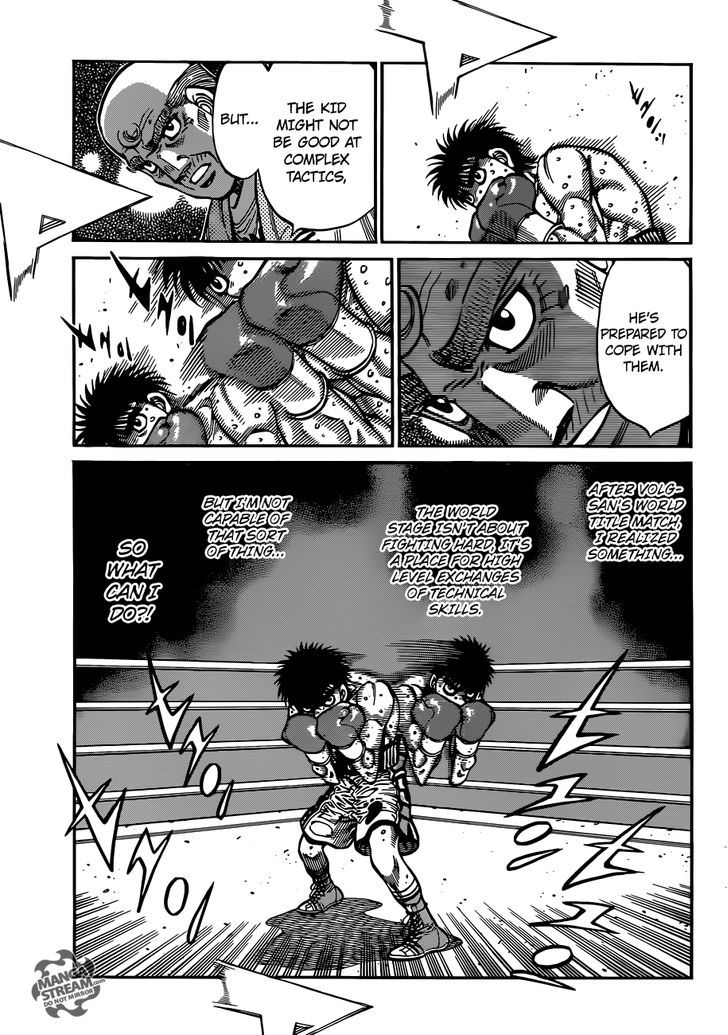 THE KID
MIGHT NOT
BE GOOD AT
COMPLEX
TACTICS,
BUT...
HE'S
PREPARED TO
COPE WITH
THEM.
AFTER VOLG-
SAN'S WORLD
TITLE MATCH,
I REALIZED
SOMETHING...
THE WORLD
STAGE ISN'T ABOUT
FIGHTING HARD, IT'S
A PLACE FOR HIGH
LEVEL EXCHANGES
OF TECHNICAL
SKILLS.
BUT I'M NOT
CAPABLE OF
THAT SORT
OF THING...
SO
WHAT
CAN I
DO?!
MANGA
STREAM.COM
DO NOT MIRROR!